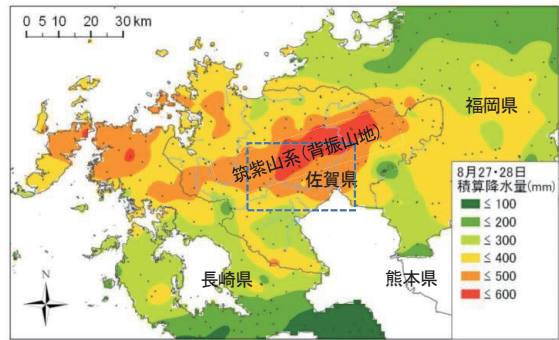 0 5 10 20 30 km
福岡県
筑紫山系(背振山地)
佐賀県
8月27・28日
積算降水量(mm)
≤ 100
≤ 200
≤ 300
≤ 400
≤ 500
≤ 600
長崎県
熊本県
N